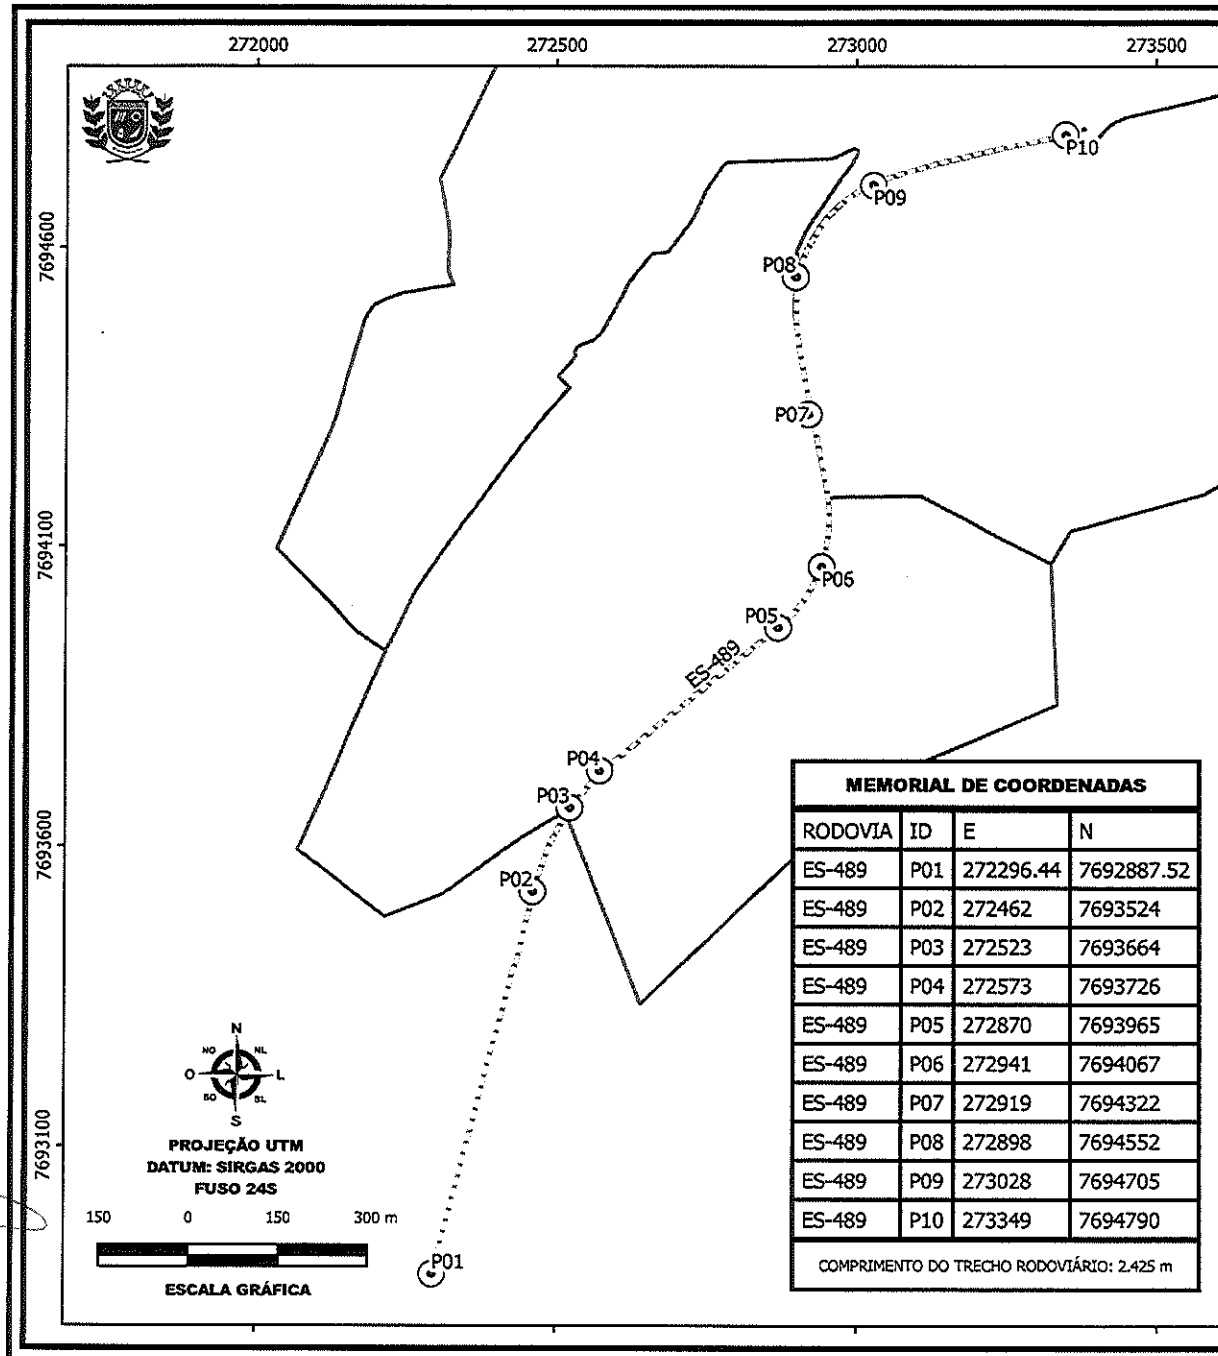 272000 272500 273000 273500
7694600
7694100
7693600
7693100
P10
P09
P08
P07
P06
P05
ES-489
P04
P03
P02
P01
N
NO NL
O L
SO SL
S
PROJEÇÃO UTM
DATUM: SIRGAS 2000
FUSO 24S
150 0 150 300 m
ESCALA GRÁFICA
MEMORIAL DE COORDENADAS
RODOVIA ID E N
ES-489 P01 272296.44 7692887.52
ES-489 P02 272462 7693524
ES-489 P03 272523 7693664
ES-489 P04 272573 7693726
ES-489 P05 272870 7693965
ES-489 P06 272941 7694067
ES-489 P07 272919 7694322
ES-489 P08 272898 7694552
ES-489 P09 273028 7694705
ES-489 P10 273349 7694790
COMPRIMENTO DO TRECHO RODOVIÁRIO: 2.425 m